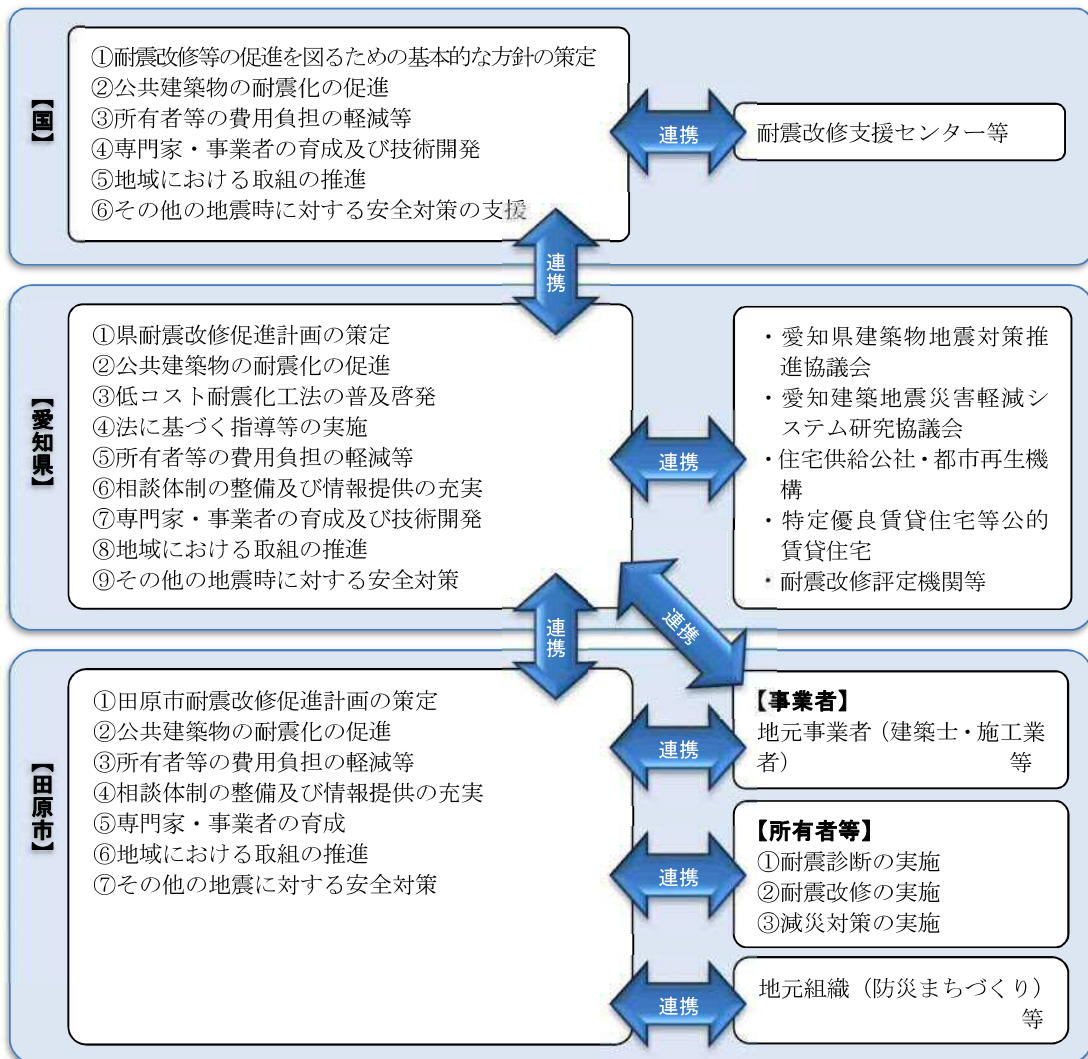 【国】
①耐震改修等の促進を図るための基本的な方針の策定
②公共建築物の耐震化の促進
③所有者等の費用負担の軽減等
④専門家・事業者の育成及び技術開発
⑤地域における取組の推進
⑥その他の地震時に対する安全対策の支援
連携
耐震改修支援センター等
連携
【愛知県】
①県耐震改修促進計画の策定
②公共建築物の耐震化の促進
③低コスト耐震化工法の普及啓発
④法に基づく指導等の実施
⑤所有者等の費用負担の軽減等
⑥相談体制の整備及び情報提供の充実
⑦専門家・事業者の育成及び技術開発
⑧地域における取組の推進
⑨その他の地震時に対する安全対策
連携
・愛知県建築物地震対策推
進協議会
・愛知建築地震災害軽減シ
ステム研究協議会
・住宅供給公社・都市再生機
構
・特定優良賃貸住宅等公的
賃貸住宅
・耐震改修評定機関等
連携
連携
【田原市】
①田原市耐震改修促進計画の策定
②公共建築物の耐震化の促進
③所有者等の費用負担の軽減等
④相談体制の整備及び情報提供の充実
⑤専門家・事業者の育成
⑥地域における取組の推進
⑦その他の地震に対する安全対策
連携
【事業者】
地元事業者（建築士・施工業
者） 等
連携
【所有者等】
①耐震診断の実施
②耐震改修の実施
③減災対策の実施
連携
地元組織（防災まちづくり）
等